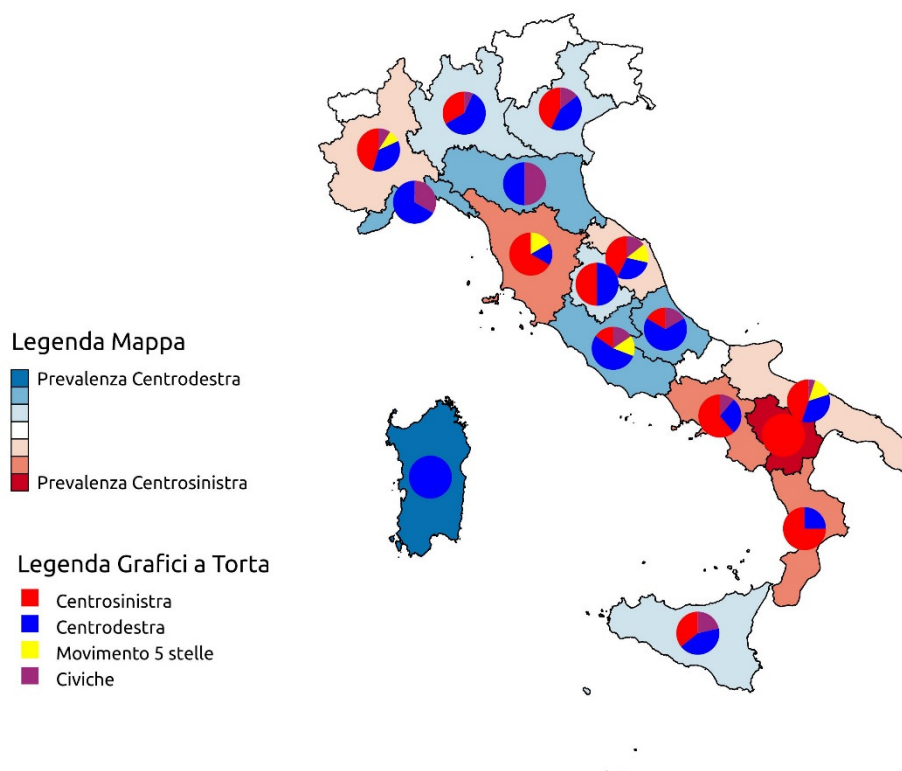 Legenda Mappa
Prevalenza Centrodestra
Prevalenza Centrosinistra
Legenda Grafici a Torta
Centrosinistra
Centrodestra
Movimento 5 stelle
Civiche